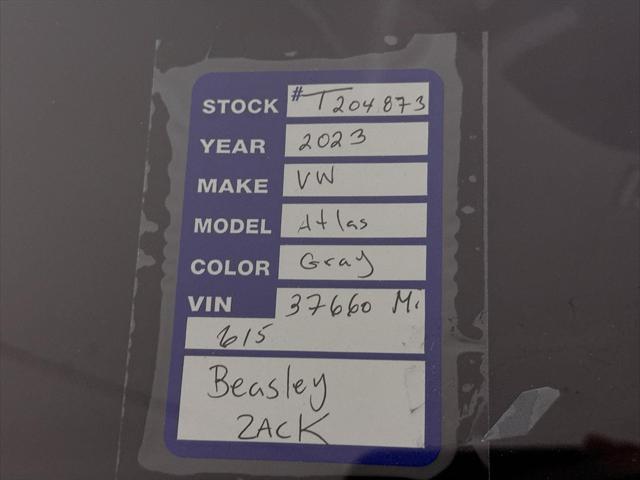 STOCK # T204873
YEAR 2023
MAKE VW
MODEL Atlas
COLOR Gray
VIN 37660 Mi
615
Beasley
ZACK